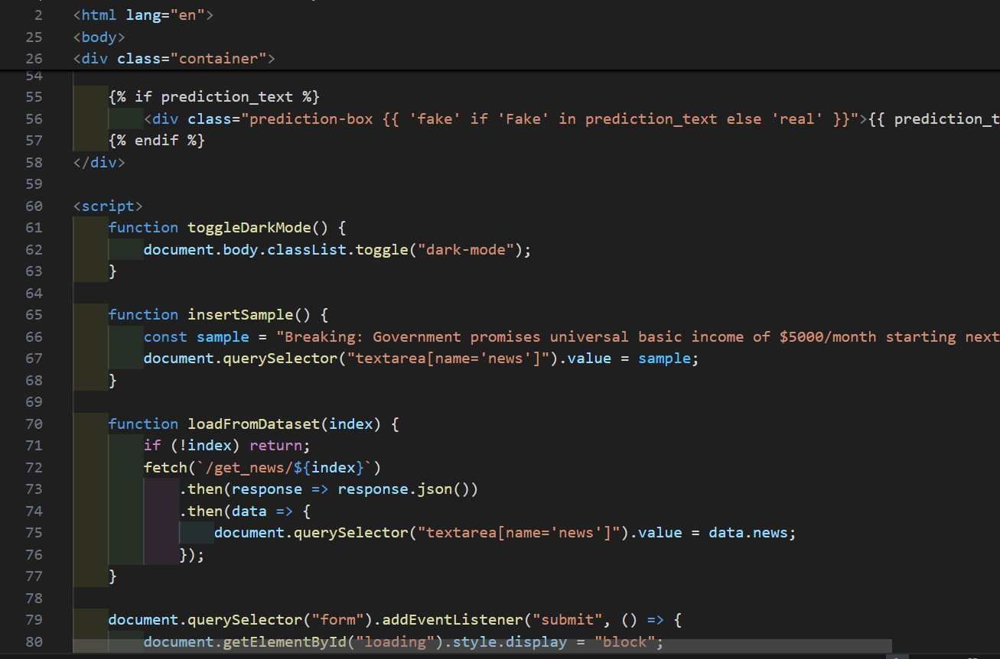 2 <html lang="en">
25 <body>
26 <div class="container">
54
55 {% if prediction_text %}
56 <div class="prediction-box {{ 'fake' if 'Fake' in prediction_text else 'real' }}">{{ prediction_t
57 {% endif %}
58 </div>
59
60 <script>
61 function toggleDarkMode() {
62 document.body.classList.toggle("dark-mode");
63 }
64
65 function insertSample() {
66 const sample = "Breaking: Government promises universal basic income of $5000/month starting next
67 document.querySelector("textarea[name='news']").value = sample;
68 }
69
70 function loadFromDataset(index) {
71 if (!index) return;
72 fetch(`/get_news/${index}`)
73 .then(response => response.json())
74 .then(data => {
75 document.querySelector("textarea[name='news']").value = data.news;
76 });
77 }
78
79 document.querySelector("form").addEventListener("submit", () => {
80 document.getElementById("loading").style.display = "block";